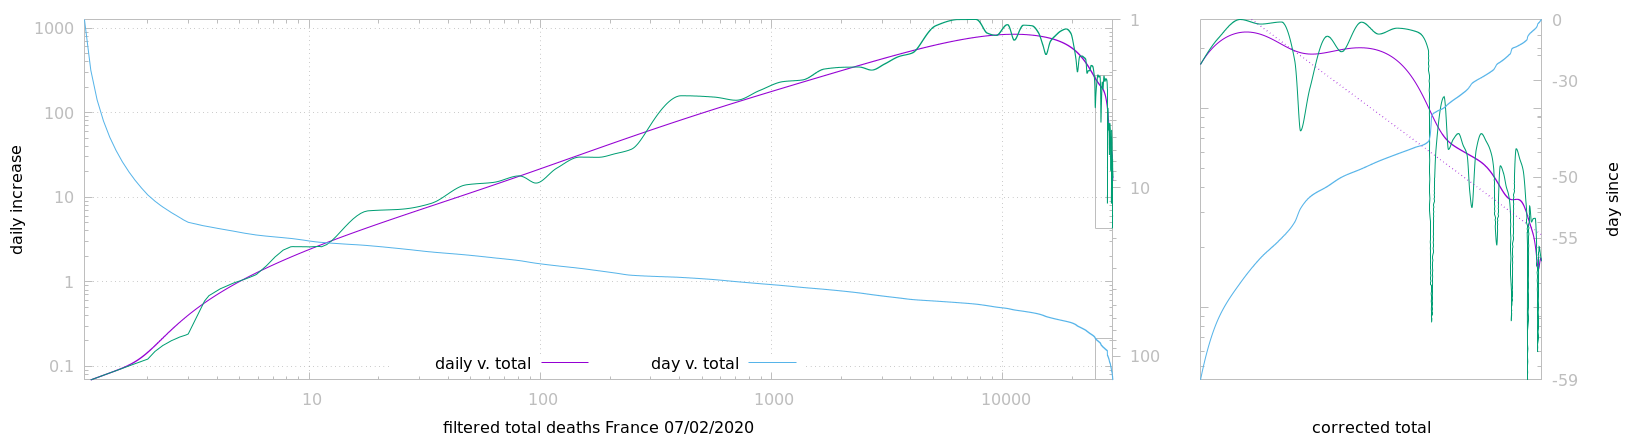 daily increase
1000
100
10
1
0.1
10
100
1000
10000
1
10
100
daily v. total
day v. total
filtered total deaths France 07/02/2020
0
-30
-50
-55
-59
day since
corrected total